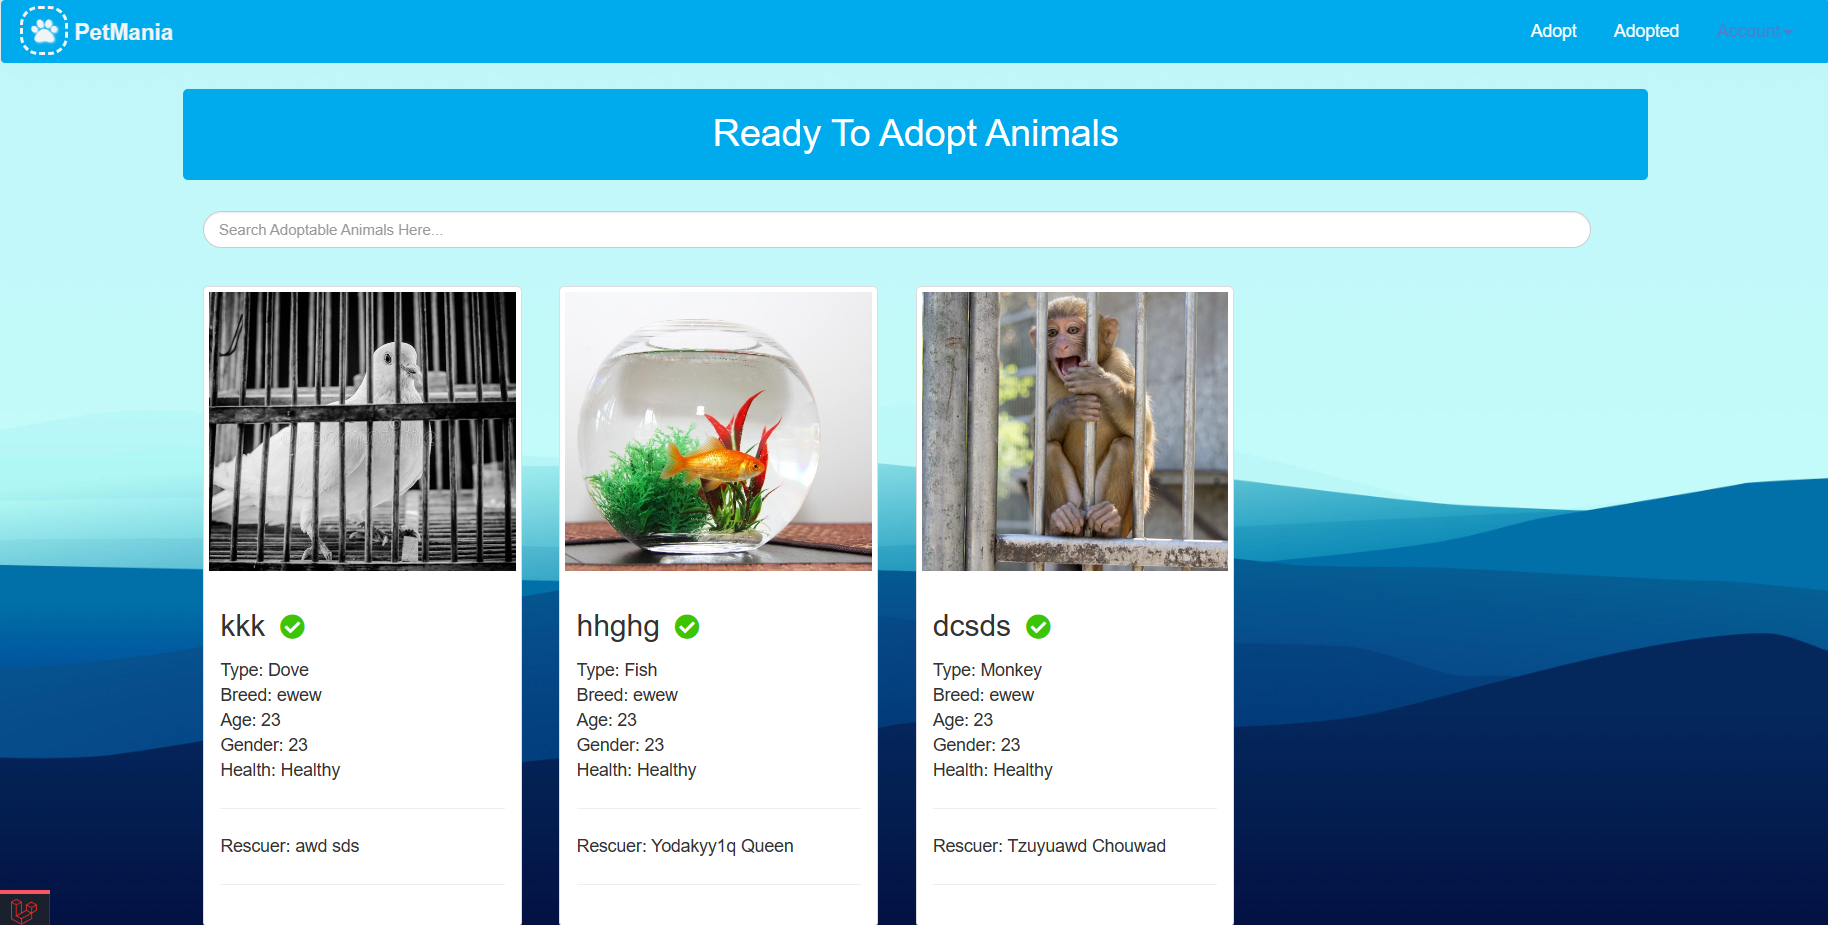 PetMania
Adopt
Adopted
Account
Ready To Adopt Animals
Search Adoptable Animals Here...
kkk
Type: Dove
Breed: ewew
Age: 23
Gender: 23
Health: Healthy
Rescuer: awd sds
hhghg
Type: Fish
Breed: ewew
Age: 23
Gender: 23
Health: Healthy
Rescuer: Yodakyy1q Queen
dcsds
Type: Monkey
Breed: ewew
Age: 23
Gender: 23
Health: Healthy
Rescuer: Tzuyuawd Chouwad